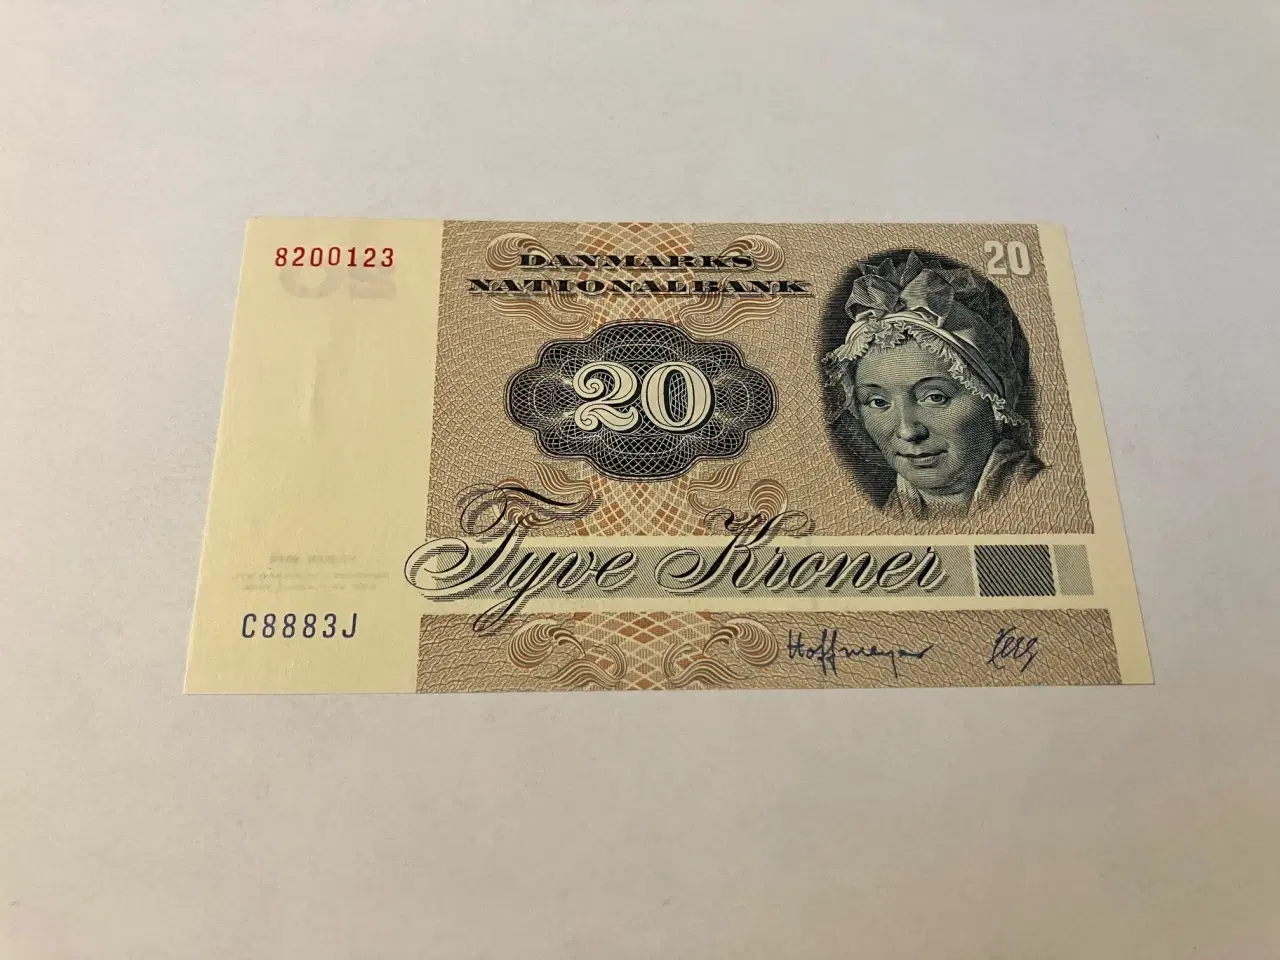 8200123
DANMARKS
NATIONALBANK
20
20
Tyve Kroner
C8883J
Hoffmeyer